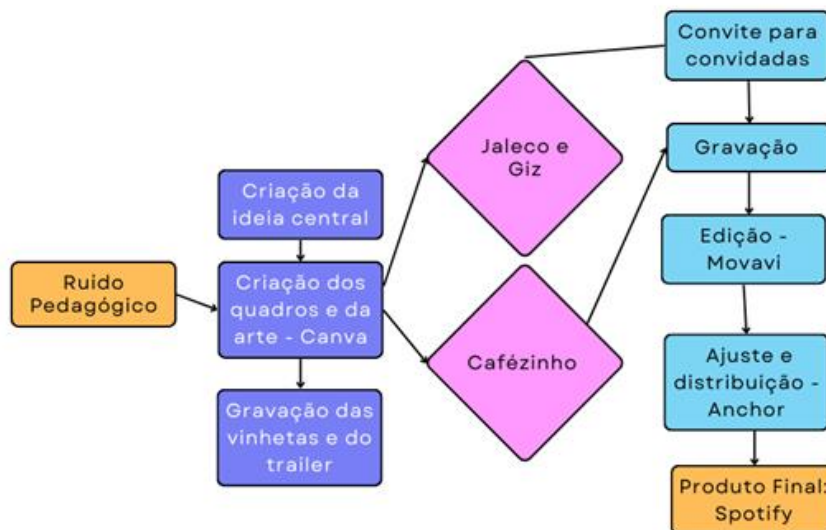 Ruido
Pedagógico
Criação da
ideia central
Criação dos
quadros e da
arte - Canva
Gravação das
vinhetas e do
trailer
Jaleco e
Giz
Cafézinho
Convite para
convidadas
Gravação
Edição -
Movavi
Ajuste e
distribuição -
Anchor
Produto Final:
Spotify